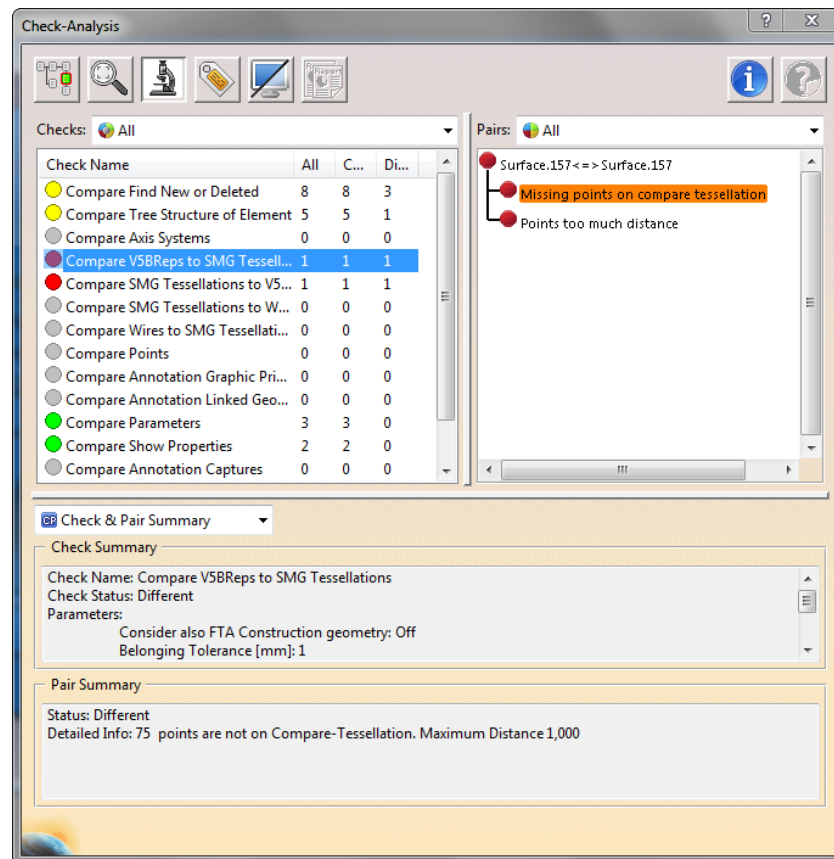 Check-Analysis
Report
Checks: All
Pairs: All
Check Name All C... Di...
Compare Find New or Deleted 8 8 3
Compare Tree Structure of Element 5 5 1
Compare Axis Systems 0 0 0
Compare V5BReps to SMG Tessell... 1 1 1
Compare SMG Tessellations to V5... 1 1 1
Compare SMG Tessellations to W... 0 0 0
Compare Wires to SMG Tessellati... 0 0 0
Compare Points 0 0 0
Compare Annotation Graphic Pri... 0 0 0
Compare Annotation Linked Geo... 0 0 0
Compare Parameters 3 3 0
Compare Show Properties 2 2 0
Compare Annotation Captures 0 0 0
Surface.157<=>Surface.157
Missing points on compare tessellation
Points too much distance
CP Check & Pair Summary
Check Summary
Check Name: Compare V5BReps to SMG Tessellations
Check Status: Different
Parameters:
Consider also FTA Construction geometry: Off
Belonging Tolerance [mm]: 1
Pair Summary
Status: Different
Detailed Info: 75 points are not on Compare-Tessellation. Maximum Distance 1,000